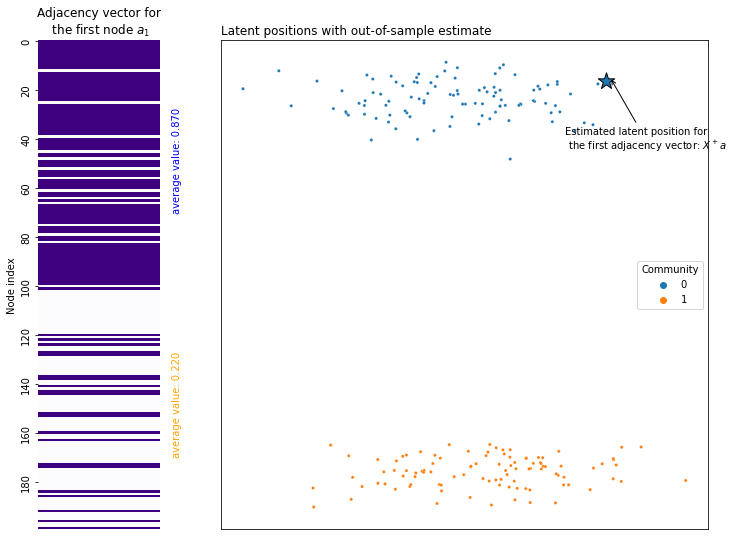 Adjacency vector for
the first node a₁
Latent positions with out-of-sample estimate
0
20
40
60
80
100
120
140
160
180
Node index
average value: 0.870
average value: 0.220
Estimated latent position for
the first adjacency vector: X⁺a
Community
0
1